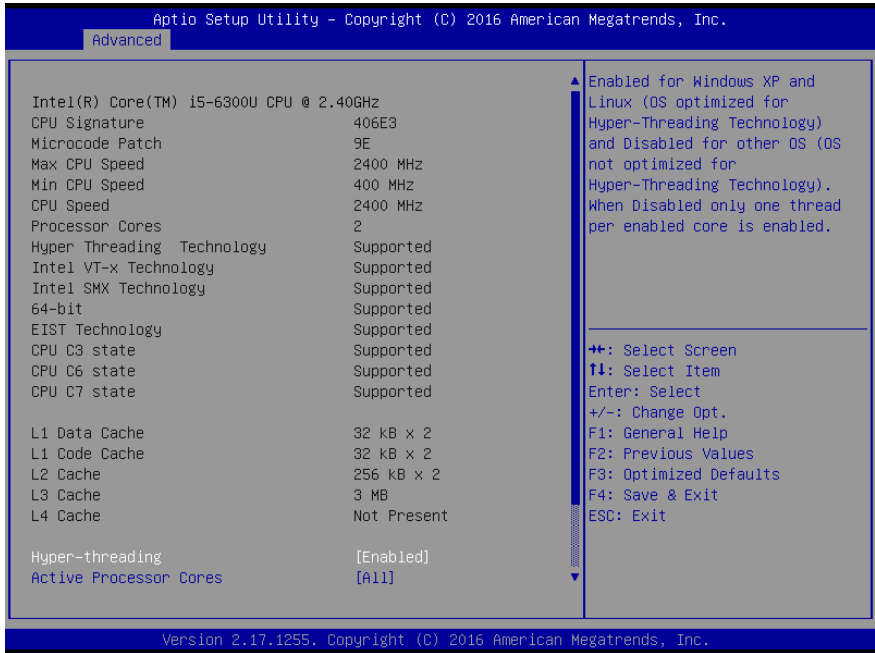 Aptio Setup Utility – Copyright (C) 2016 American Megatrends, Inc.
Advanced
Intel(R) Core(TM) i5-6300U CPU @ 2.40GHz
CPU Signature 406E3
Microcode Patch 9E
Max CPU Speed 2400 MHz
Min CPU Speed 400 MHz
CPU Speed 2400 MHz
Processor Cores 2
Hyper Threading Technology Supported
Intel VT-x Technology Supported
Intel SMX Technology Supported
64-bit Supported
EIST Technology Supported
CPU C3 state Supported
CPU C6 state Supported
CPU C7 state Supported
L1 Data Cache 32 kB x 2
L1 Code Cache 32 kB x 2
L2 Cache 256 kB x 2
L3 Cache 3 MB
L4 Cache Not Present
Hyper-threading [Enabled]
Active Processor Cores [All]
Enabled for Windows XP and
Linux (OS optimized for
Hyper-Threading Technology)
and Disabled for other OS (OS
not optimized for
Hyper-Threading Technology).
When Disabled only one thread
per enabled core is enabled.
→←: Select Screen
↑↓: Select Item
Enter: Select
+/-: Change Opt.
F1: General Help
F2: Previous Values
F3: Optimized Defaults
F4: Save & Exit
ESC: Exit
Version 2.17.1255. Copyright (C) 2016 American Megatrends, Inc.